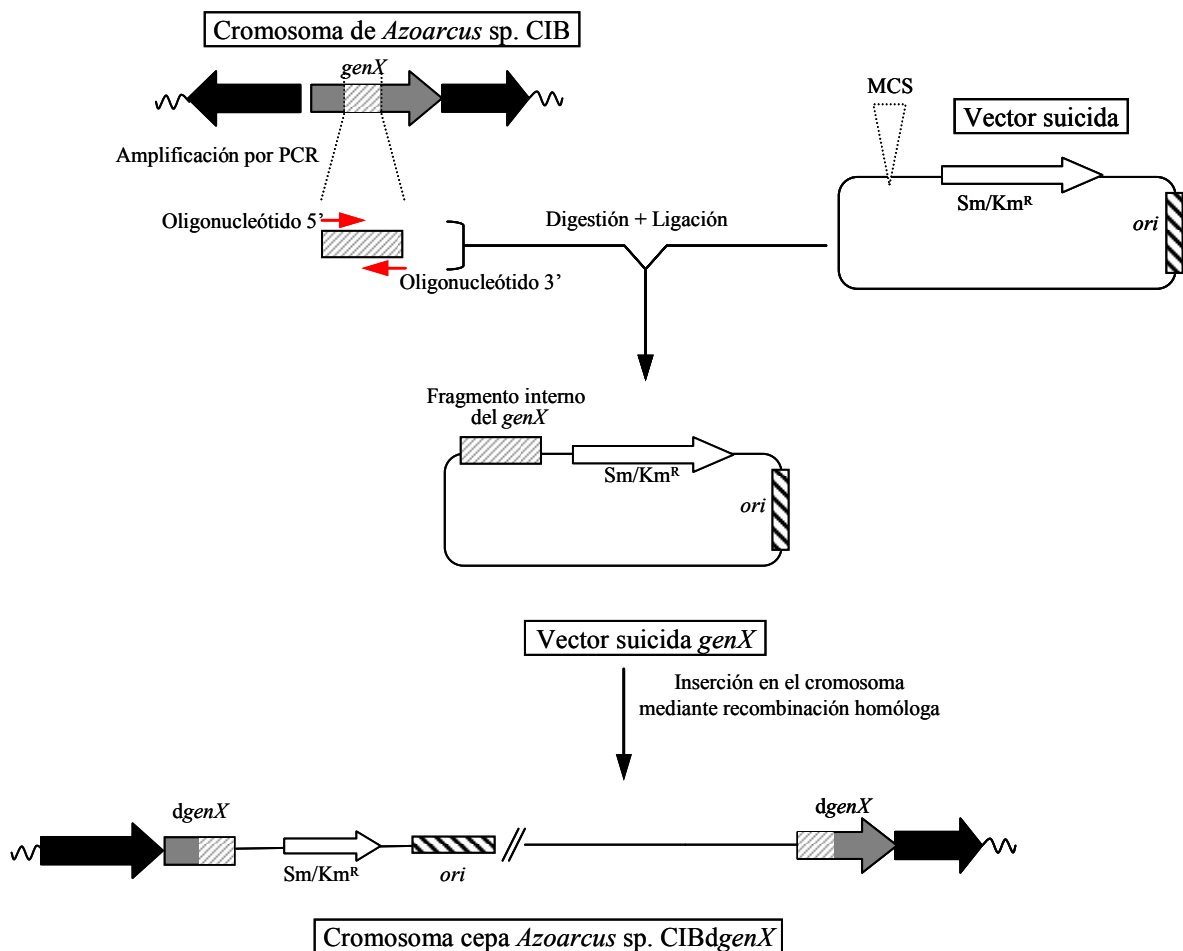 Cromosoma de Azoarcus sp. CIB
genX
Amplificación por PCR
MCS
Vector suicida
Sm/Kmᴿ
ori
Oligonucleótido 5’
Oligonucleótido 3’
Digestión + Ligación
Fragmento interno
del genX
Sm/Kmᴿ
ori
Vector suicida genX
Inserción en el cromosoma
mediante recombinación homóloga
dgenX
dgenX
Sm/Kmᴿ
ori
Cromosoma cepa Azoarcus sp. CIBdgenX